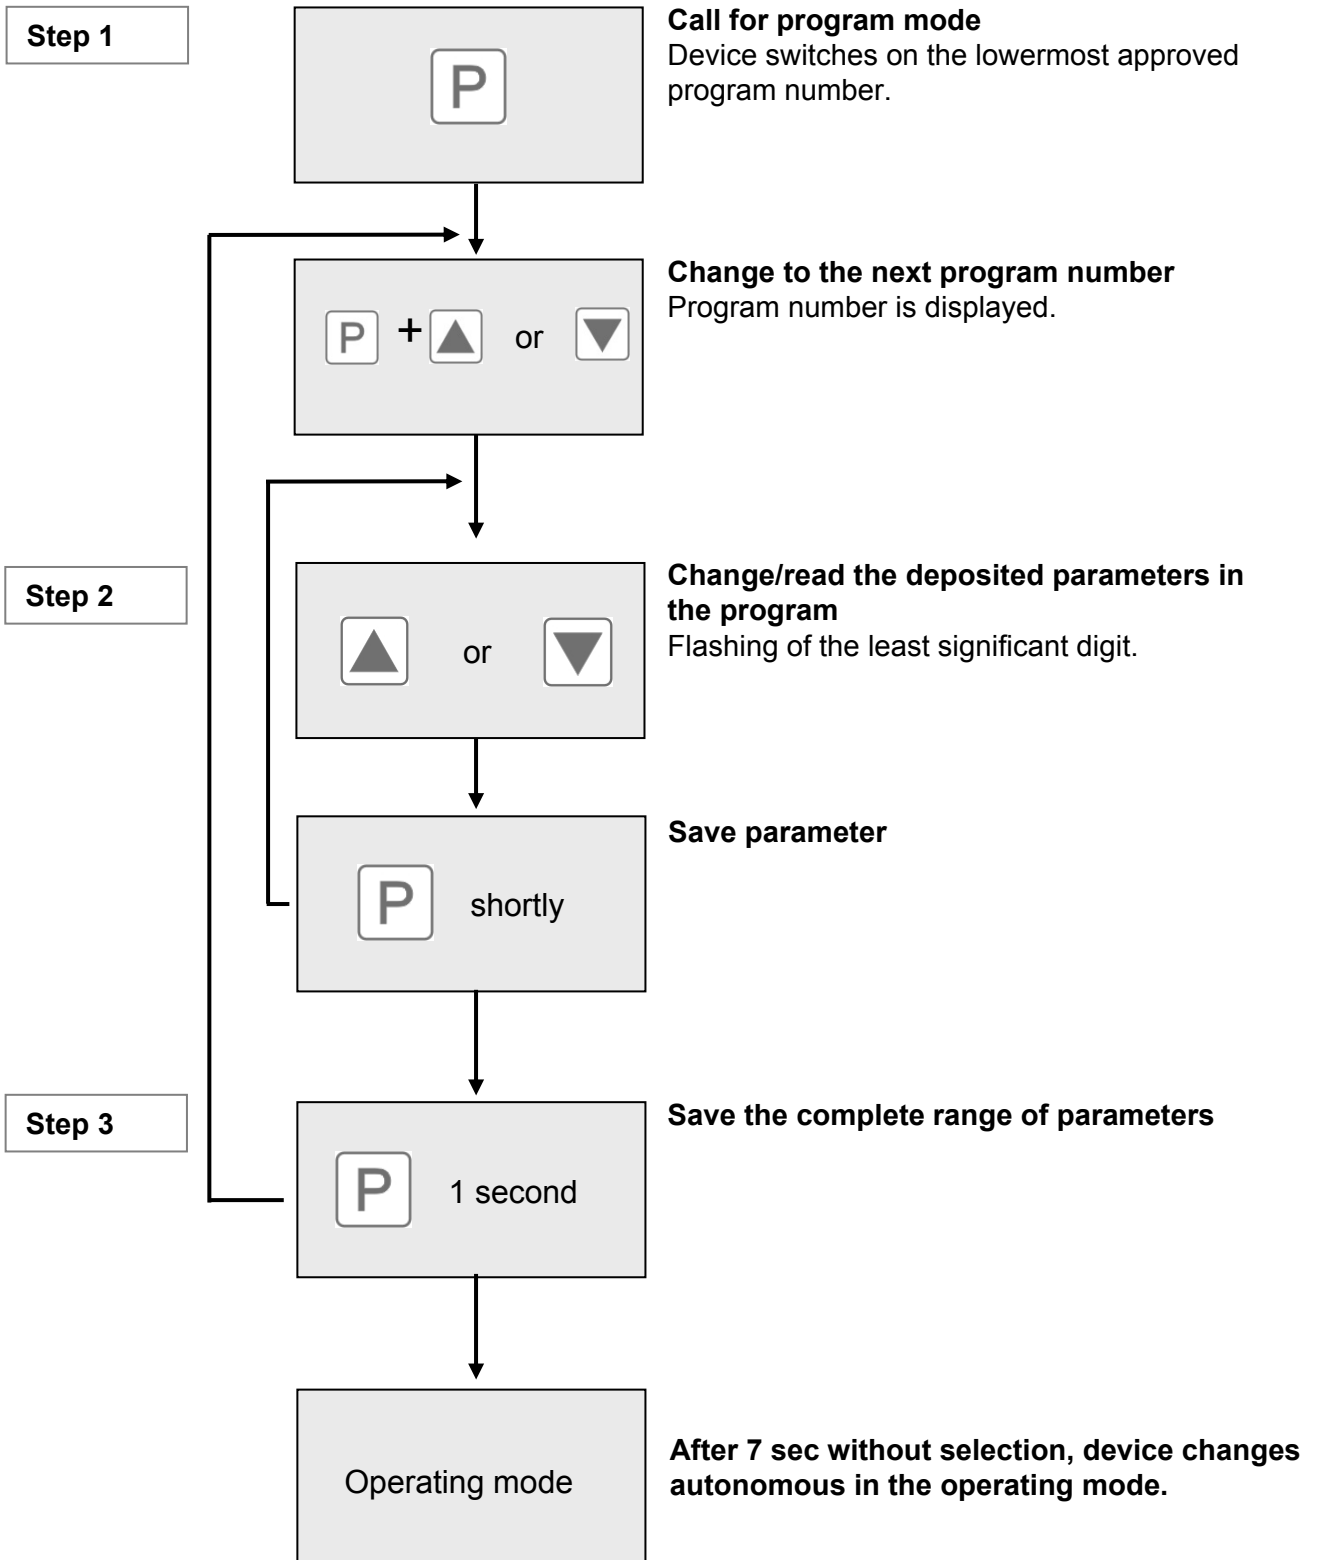 Step 1
P
Call for program mode
Device switches on the lowermost approved
program number.
P + or
Change to the next program number
Program number is displayed.
Step 2
or
Change/read the deposited parameters in
the program
Flashing of the least significant digit.
P shortly
Save parameter
Step 3
P 1 second
Save the complete range of parameters
Operating mode
After 7 sec without selection, device changes
autonomous in the operating mode.